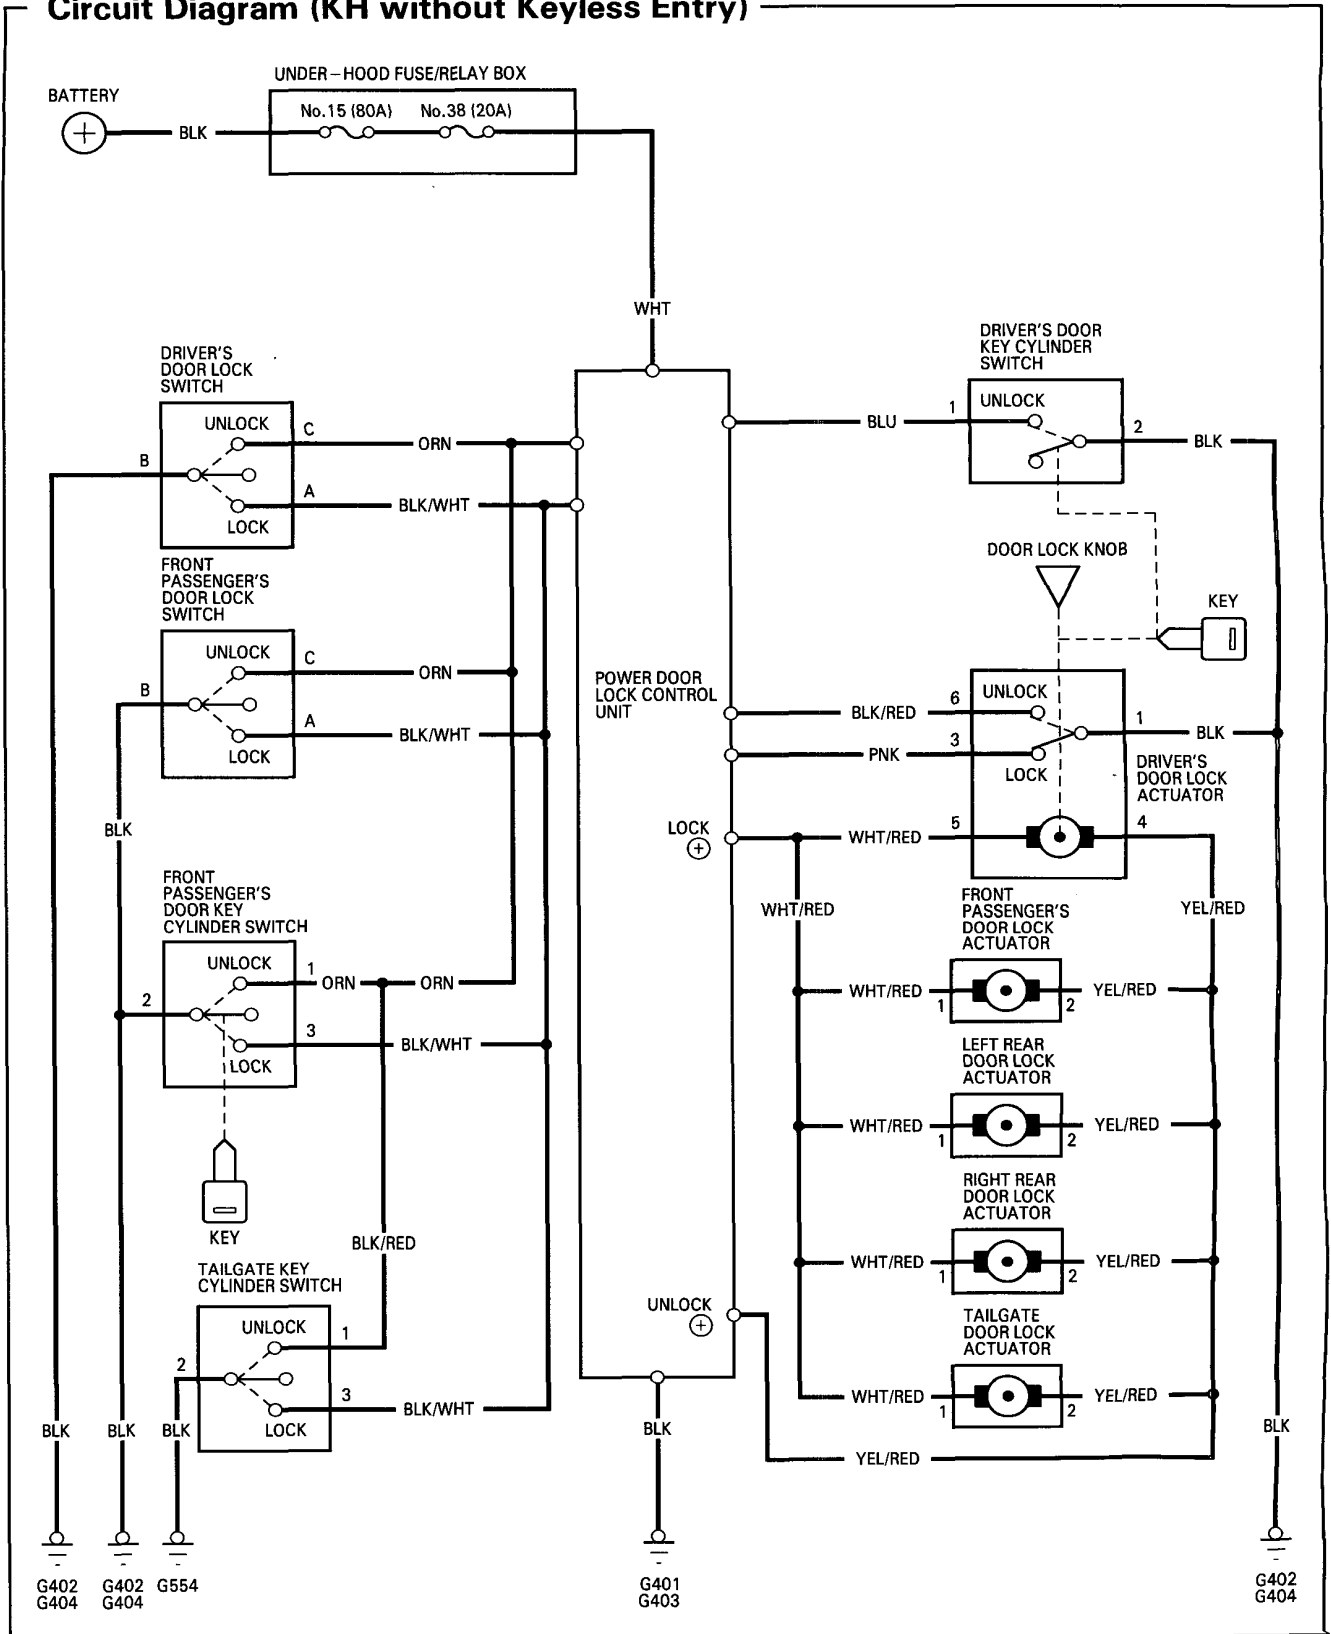 Circuit Diagram (KH without Keyless Entry)
UNDER-HOOD FUSE/RELAY BOX
BATTERY
No.15 (80A) No.38 (20A)
BLK
WHT
DRIVER'S
DOOR LOCK
SWITCH
UNLOCK
C
ORN
B
A
BLK/WHT
LOCK
FRONT
PASSENGER'S
DOOR LOCK
SWITCH
UNLOCK
C
ORN
B
A
BLK/WHT
LOCK
BLK
FRONT
PASSENGER'S
DOOR KEY
CYLINDER SWITCH
UNLOCK
1
ORN
ORN
2
3
BLK/WHT
LOCK
KEY
BLK/RED
TAILGATE KEY
CYLINDER SWITCH
UNLOCK
1
2
3
BLK/WHT
LOCK
BLK
BLK
BLK
G402
G404
G402
G404
G554
POWER DOOR
LOCK CONTROL
UNIT
LOCK
UNLOCK
BLK
G401
G403
DRIVER'S DOOR
KEY CYLINDER
SWITCH
BLU
1
UNLOCK
2
BLK
DOOR LOCK KNOB
KEY
BLK/RED
6
UNLOCK
1
BLK
PNK
3
LOCK
DRIVER'S
DOOR LOCK
ACTUATOR
WHT/RED
5
4
WHT/RED
YEL/RED
FRONT
PASSENGER'S
DOOR LOCK
ACTUATOR
WHT/RED
1
2
YEL/RED
LEFT REAR
DOOR LOCK
ACTUATOR
WHT/RED
1
2
YEL/RED
RIGHT REAR
DOOR LOCK
ACTUATOR
WHT/RED
1
2
YEL/RED
TAILGATE
DOOR LOCK
ACTUATOR
WHT/RED
1
2
YEL/RED
YEL/RED
BLK
G402
G404